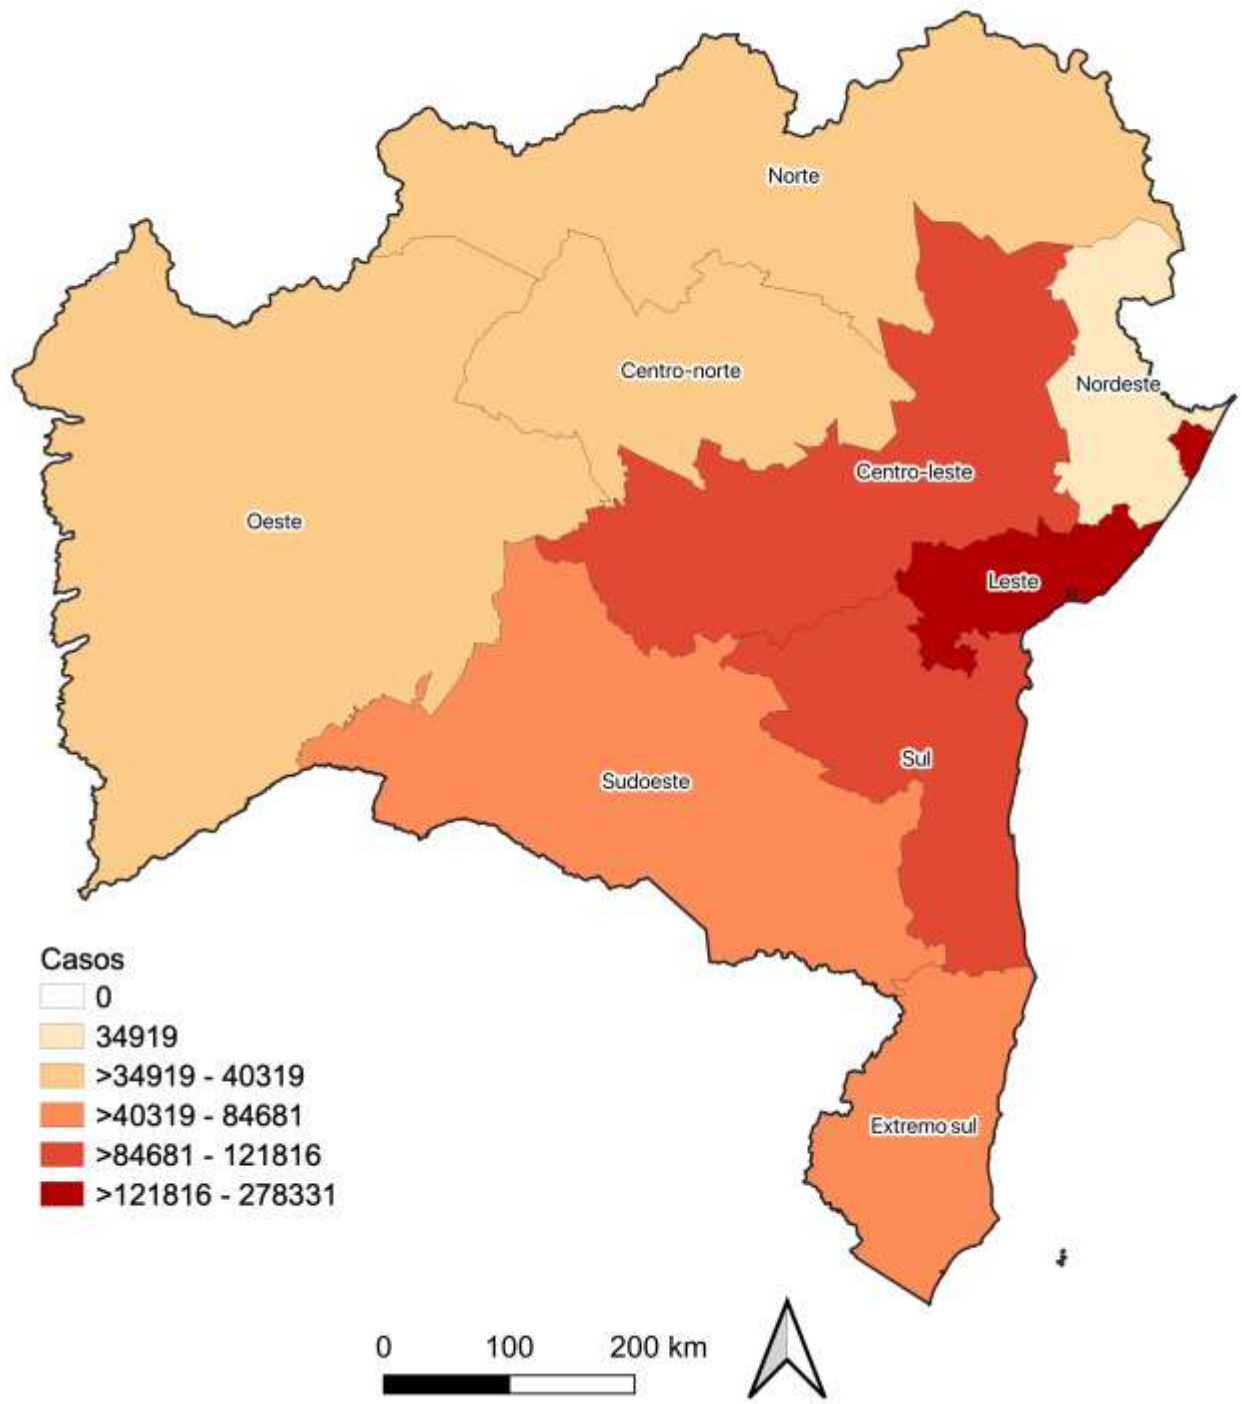 Norte
Centro-norte
Nordeste
Centro-leste
Oeste
Leste
Sul
Sudoeste
Extremo sul
Casos
0
34919
>34919 - 40319
>40319 - 84681
>84681 - 121816
>121816 - 278331
0 100 200 km